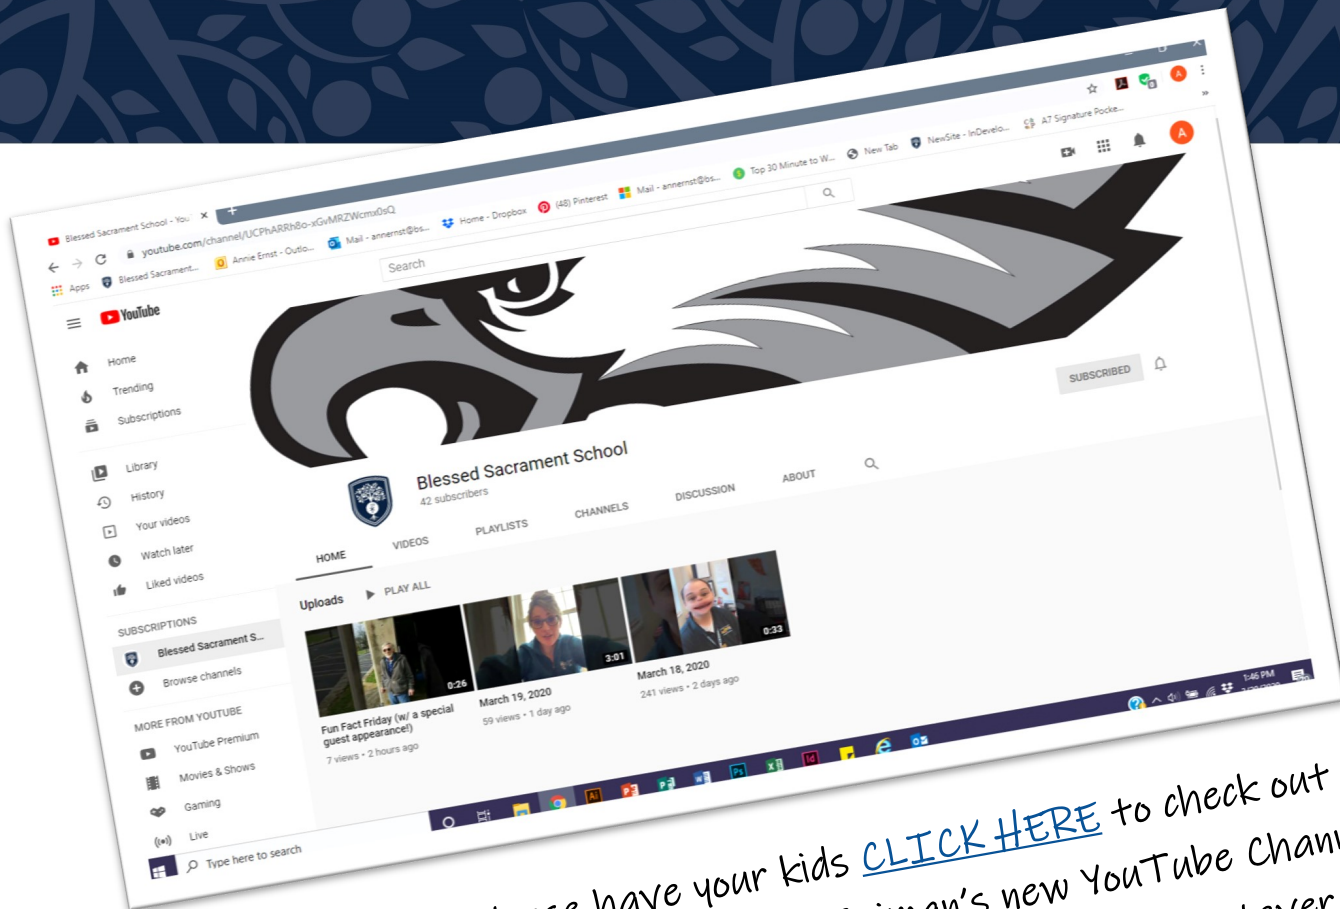 Blessed Sacrament School - You
youtube.com/channel/UCPhARRh8o-xGvMRZWcmx0sQ
Apps Blessed Sacrament... Annie Ernst - Outlo... Mail - annernst@bs... Home - Dropbox (48) Pinterest Mail - annernst@bs... Top 30 Minute to W... New Tab NewSite - InDevelo... A7 Signature Pocke...
YouTube
Search
A
Home
Trending
Subscriptions
Library
History
Your videos
Watch later
Liked videos
SUBSCRIPTIONS
Blessed Sacrament S...
Browse channels
MORE FROM YOUTUBE
YouTube Premium
Movies & Shows
Gaming
Live
Blessed Sacrament School
42 subscribers
SUBSCRIBED
HOME VIDEOS PLAYLISTS CHANNELS DISCUSSION ABOUT
Uploads PLAY ALL
0:26
Fun Fact Friday (w/ a special
guest appearance!)
7 views • 2 hours ago
3:01
March 19, 2020
59 views • 1 day ago
0:33
March 18, 2020
241 views • 2 days ago
Type here to search
1:46 PM
have your kids CLICK HERE to check out
new YouTube